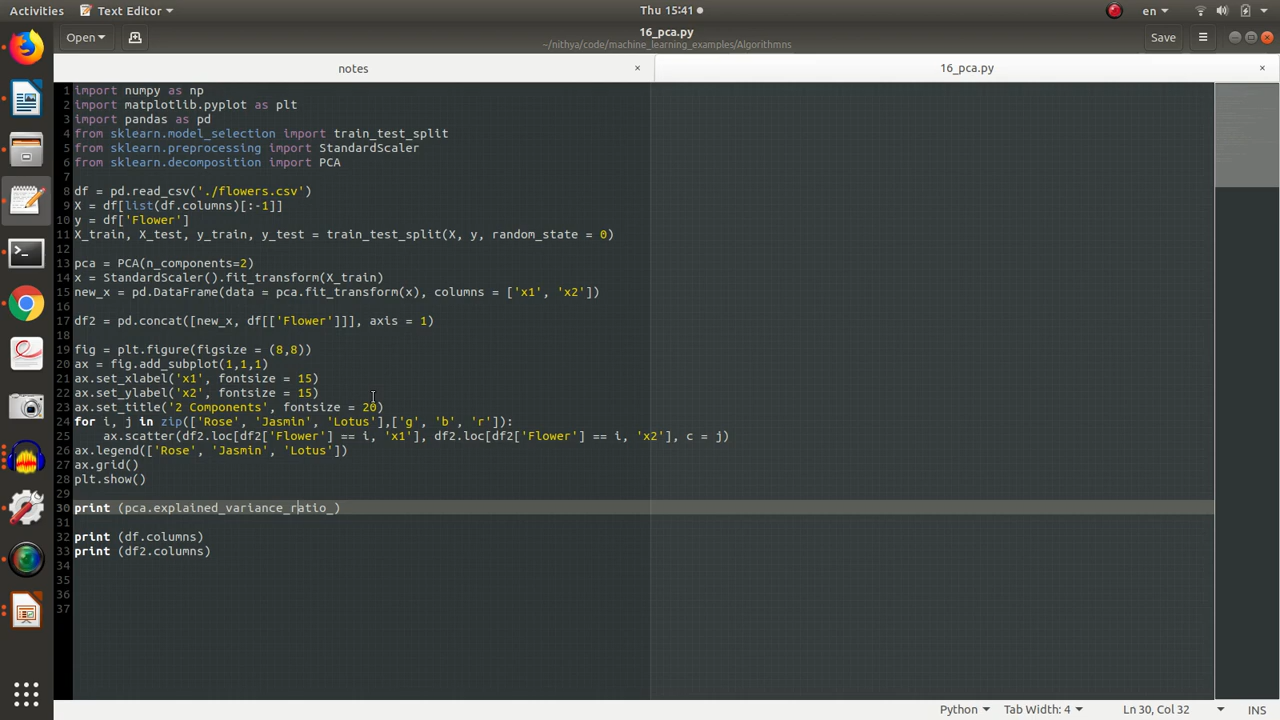 Activities Text Editor Thu 15:41 en
Open 16_pca.py Save
~/nithya/code/machine_learning_examples/Algorithmns
notes × 16_pca.py ×
1 import numpy as np
2 import matplotlib.pyplot as plt
3 import pandas as pd
4 from sklearn.model_selection import train_test_split
5 from sklearn.preprocessing import StandardScaler
6 from sklearn.decomposition import PCA
7
8 df = pd.read_csv('./flowers.csv')
9 X = df[list(df.columns)[:-1]]
10 y = df['Flower']
11 X_train, X_test, y_train, y_test = train_test_split(X, y, random_state = 0)
12
13 pca = PCA(n_components=2)
14 x = StandardScaler().fit_transform(X_train)
15 new_x = pd.DataFrame(data = pca.fit_transform(x), columns = ['x1', 'x2'])
16
17 df2 = pd.concat([new_x, df[['Flower']]], axis = 1)
18
19 fig = plt.figure(figsize = (8,8))
20 ax = fig.add_subplot(1,1,1)
21 ax.set_xlabel('x1', fontsize = 15)
22 ax.set_ylabel('x2', fontsize = 15)
23 ax.set_title('2 Components', fontsize = 20)
24 for i, j in zip(['Rose', 'Jasmin', 'Lotus'],['g', 'b', 'r']):
25 ax.scatter(df2.loc[df2['Flower'] == i, 'x1'], df2.loc[df2['Flower'] == i, 'x2'], c = j)
26 ax.legend(['Rose', 'Jasmin', 'Lotus'])
27 ax.grid()
28 plt.show()
29
30 print (pca.explained_variance_ratio_)
31
32 print (df.columns)
33 print (df2.columns)
34
35
36
37
Python Tab Width: 4 Ln 30, Col 32 INS